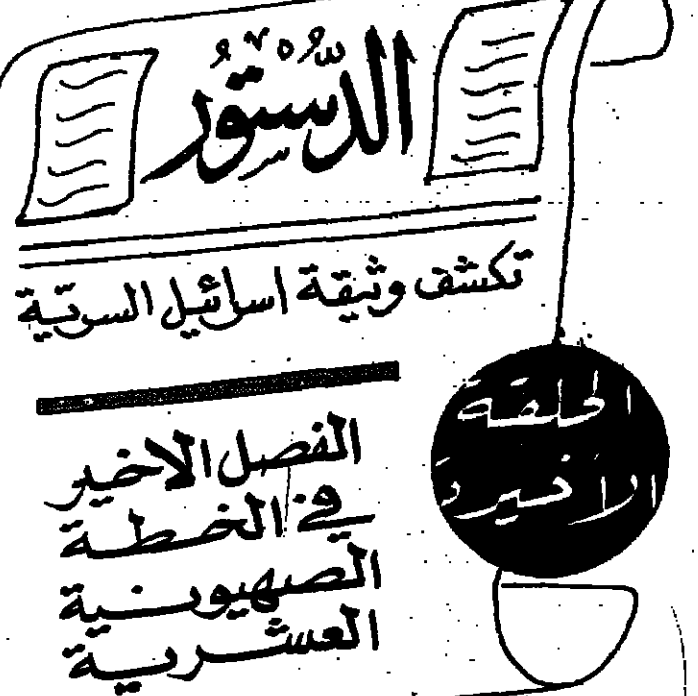 الدستور
تكشف وثيقة اسرائيل السرية
الحلقة
الاخيرة
الفصل الاخير
في الخطة
الصهيونية
العشرية